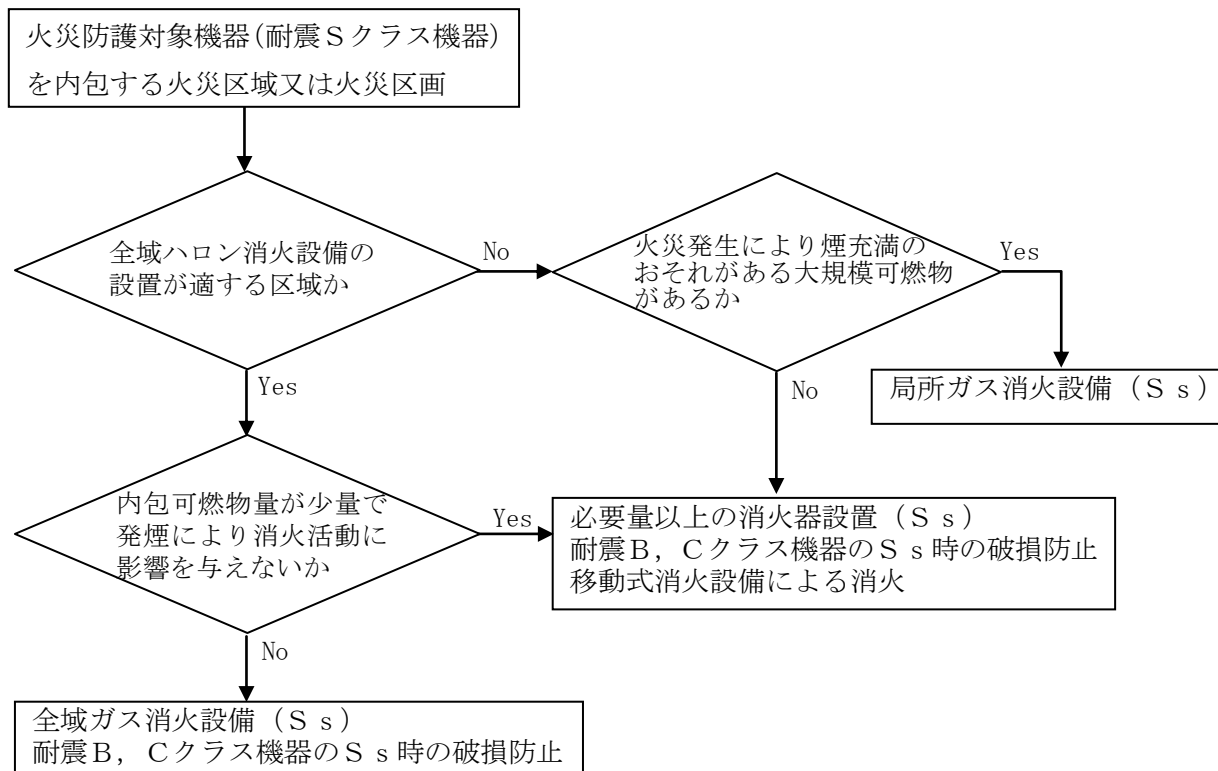 火災防護対象機器(耐震Ｓクラス機器)
を内包する火災区域又は火災区画
全域ハロン消火設備の
設置が適する区域か
No
火災発生により煙充満の
おそれがある大規模可燃物
があるか
Yes
Yes
No
局所ガス消火設備（Ｓｓ）
内包可燃物量が少量で
発煙により消火活動に
影響を与えないか
Yes
必要量以上の消火器設置（Ｓｓ）
耐震Ｂ，Ｃクラス機器のＳｓ時の破損防止
移動式消火設備による消火
No
全域ガス消火設備（Ｓｓ）
耐震Ｂ，Ｃクラス機器のＳｓ時の破損防止